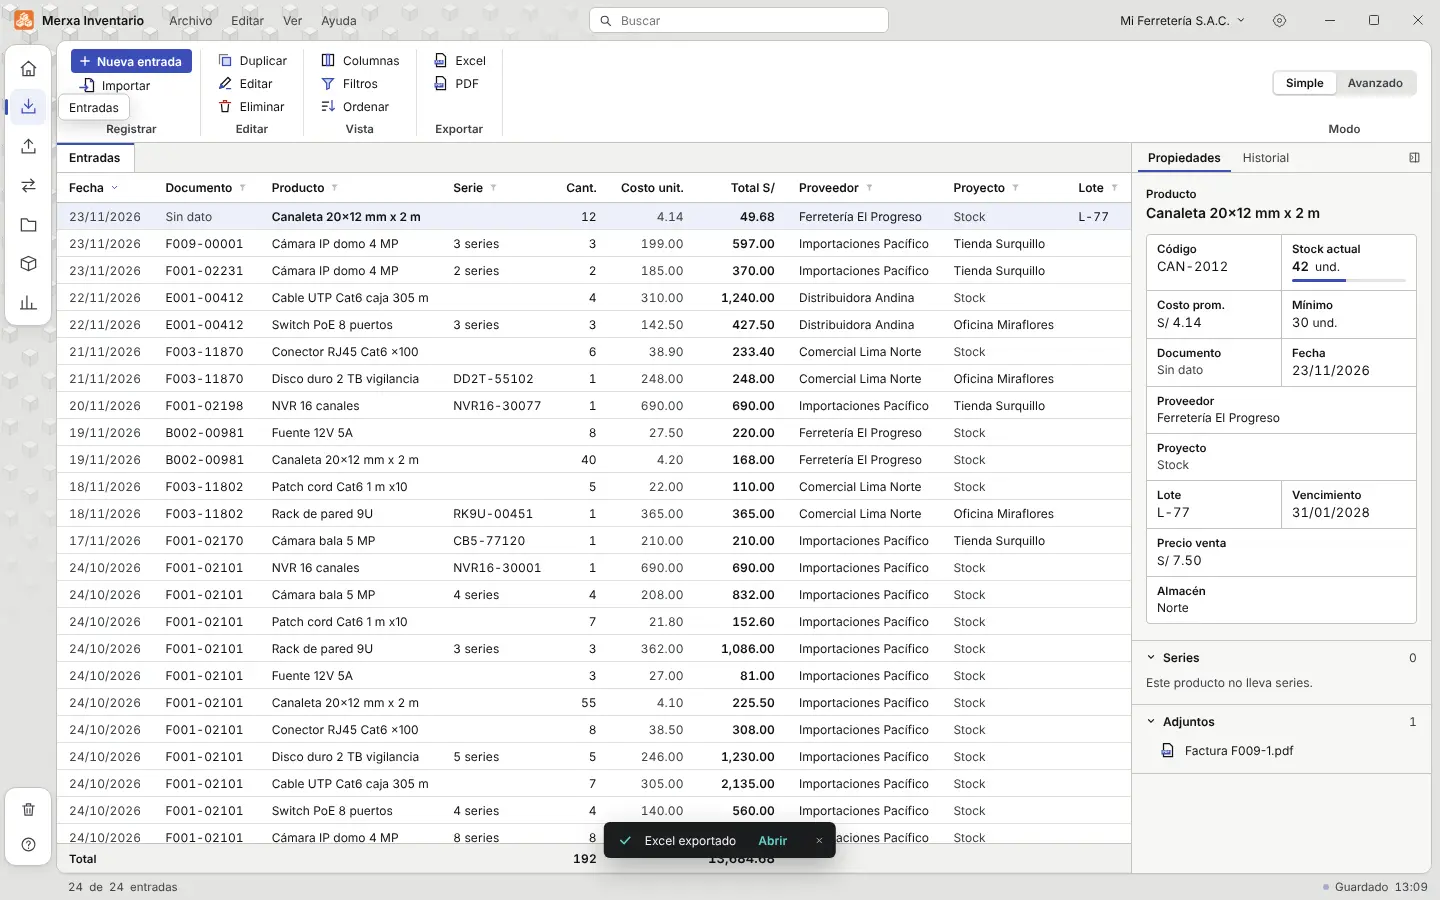 Merxa Inventario Archivo Editar Ver Ayuda Buscar Mi Ferretería S.A.C.
Nueva entrada Duplicar Columnas Excel
Importar Editar Filtros PDF Simple Avanzado
Entradas Eliminar Ordenar
Registrar Editar Vista Exportar Modo
Entradas Propiedades Historial
Fecha Documento Producto Serie Cant. Costo unit. Total S/ Proveedor Proyecto Lote
23/11/2026 Sin dato Canaleta 20×12 mm x 2 m 12 4.14 49.68 Ferretería El Progreso Stock L-77
23/11/2026 F009-00001 Cámara IP domo 4 MP 3 series 3 199.00 597.00 Importaciones Pacífico Tienda Surquillo
23/11/2026 F001-02231 Cámara IP domo 4 MP 2 series 2 185.00 370.00 Importaciones Pacífico Tienda Surquillo
22/11/2026 E001-00412 Cable UTP Cat6 caja 305 m 4 310.00 1,240.00 Distribuidora Andina Stock
22/11/2026 E001-00412 Switch PoE 8 puertos 3 series 3 142.50 427.50 Distribuidora Andina Oficina Miraflores
21/11/2026 F003-11870 Conector RJ45 Cat6 ×100 6 38.90 233.40 Comercial Lima Norte Stock
21/11/2026 F003-11870 Disco duro 2 TB vigilancia DD2T-55102 1 248.00 248.00 Comercial Lima Norte Oficina Miraflores
20/11/2026 F001-02198 NVR 16 canales NVR16-30077 1 690.00 690.00 Importaciones Pacífico Tienda Surquillo
19/11/2026 B002-00981 Fuente 12V 5A 8 27.50 220.00 Ferretería El Progreso Stock
19/11/2026 B002-00981 Canaleta 20×12 mm x 2 m 40 4.20 168.00 Ferretería El Progreso Stock
18/11/2026 F003-11802 Patch cord Cat6 1 m x10 5 22.00 110.00 Comercial Lima Norte Stock
18/11/2026 F003-11802 Rack de pared 9U RK9U-00451 1 365.00 365.00 Comercial Lima Norte Oficina Miraflores
17/11/2026 F001-02170 Cámara bala 5 MP CB5-77120 1 210.00 210.00 Importaciones Pacífico Tienda Surquillo
24/10/2026 F001-02101 NVR 16 canales NVR16-30001 1 690.00 690.00 Importaciones Pacífico Stock
24/10/2026 F001-02101 Cámara bala 5 MP 4 series 4 208.00 832.00 Importaciones Pacífico Stock
24/10/2026 F001-02101 Patch cord Cat6 1 m x10 7 21.80 152.60 Importaciones Pacífico Stock
24/10/2026 F001-02101 Rack de pared 9U 3 series 3 362.00 1,086.00 Importaciones Pacífico Stock
24/10/2026 F001-02101 Fuente 12V 5A 3 27.00 81.00 Importaciones Pacífico Stock
24/10/2026 F001-02101 Canaleta 20×12 mm x 2 m 55 4.10 225.50 Importaciones Pacífico Stock
24/10/2026 F001-02101 Conector RJ45 Cat6 ×100 8 38.50 308.00 Importaciones Pacífico Stock
24/10/2026 F001-02101 Disco duro 2 TB vigilancia 5 series 5 246.00 1,230.00 Importaciones Pacífico Stock
24/10/2026 F001-02101 Cable UTP Cat6 caja 305 m 7 305.00 2,135.00 Importaciones Pacífico Stock
24/10/2026 F001-02101 Switch PoE 8 puertos 4 series 4 140.00 560.00 Importaciones Pacífico Stock
24/10/2026 F001-02101 Cámara IP domo 4 MP 8 series 8 Stock
Excel exportado Abrir
Total 192 13,684.68
24 de 24 entradas
Producto
Canaleta 20×12 mm x 2 m
Código Stock actual
CAN-2012 42 und.
Costo prom. Mínimo
S/ 4.14 30 und.
Documento Fecha
Sin dato 23/11/2026
Proveedor
Ferretería El Progreso
Proyecto
Stock
Lote Vencimiento
L-77 31/01/2028
Precio venta
S/ 7.50
Almacén
Norte
Series 0
Este producto no lleva series.
Adjuntos 1
Factura F009-1.pdf
Guardado 13:09